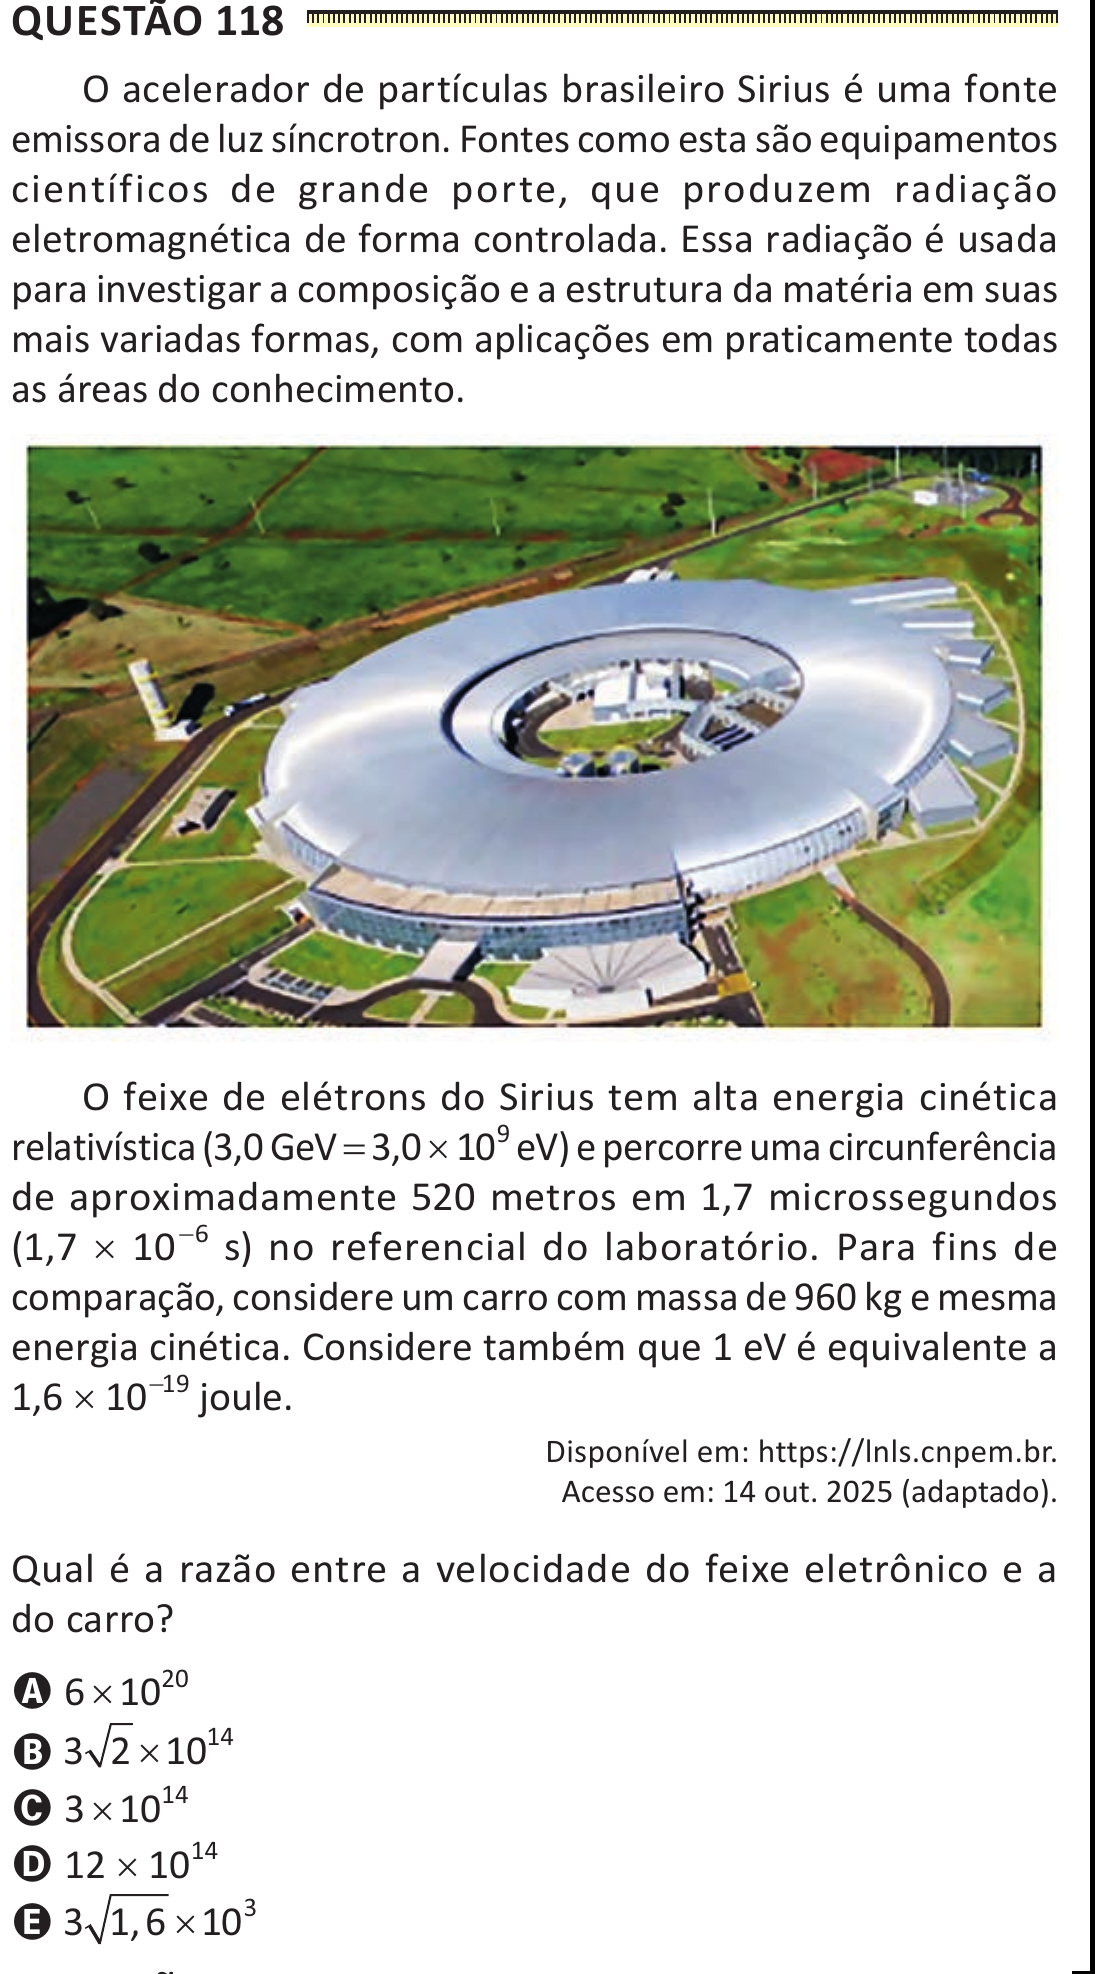 QUESTÃO 118
O acelerador de partículas brasileiro Sirius é uma fonte
emissora de luz síncrotron. Fontes como esta são equipamentos
científicos de grande porte, que produzem radiação
eletromagnética de forma controlada. Essa radiação é usada
para investigar a composição e a estrutura da matéria em suas
mais variadas formas, com aplicações em praticamente todas
as áreas do conhecimento.
O feixe de elétrons do Sirius tem alta energia cinética
relativística (3,0 GeV = 3,0 × 10⁹ eV) e percorre uma circunferência
de aproximadamente 520 metros em 1,7 microssegundos
(1,7 × 10⁻⁶ s) no referencial do laboratório. Para fins de
comparação, considere um carro com massa de 960 kg e mesma
energia cinética. Considere também que 1 eV é equivalente a
1,6 × 10⁻¹⁹ joule.
Disponível em: https://lnls.cnpem.br.
Acesso em: 14 out. 2025 (adaptado).
Qual é a razão entre a velocidade do feixe eletrônico e a
do carro?
A 6 × 10²⁰
B 3√2 × 10¹⁴
C 3 × 10¹⁴
D 12 × 10¹⁴
E 3√1,6 × 10³